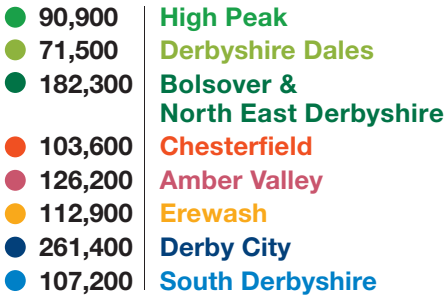 90,900 High Peak
71,500 Derbyshire Dales
182,300 Bolsover &
North East Derbyshire
103,600 Chesterfield
126,200 Amber Valley
112,900 Erewash
261,400 Derby City
107,200 South Derbyshire